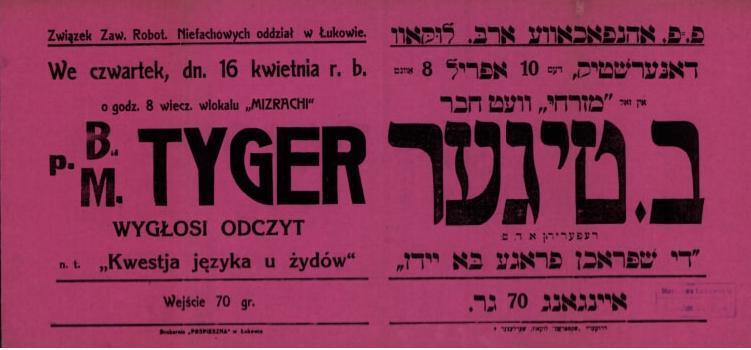 Związek Zaw. Robot. Niefachowych oddział w Łukowie.
We czwartek, dn. 16 kwietnia r. b.
o godz. 8 wiecz. wlokalu „MIZRACHI"
p. B. M. TYGER
WYGŁOSI ODCZYT
n. t. „Kwestja języka u żydów"
Wejście 70 gr.
Drukarnia „POSPIESZNA" w Łukowie
פ.פ. אומפאכאווע ארב. לוקאוו
דאנערשטיק, דעם 16 אפריל 8 אוונט
אין זאל "מזרחי" וועט חבר
ב. טיגער
רעפערירן א ד ט
"די שפראכן פראגע בא יידן"
איינגאנג 70 גר.